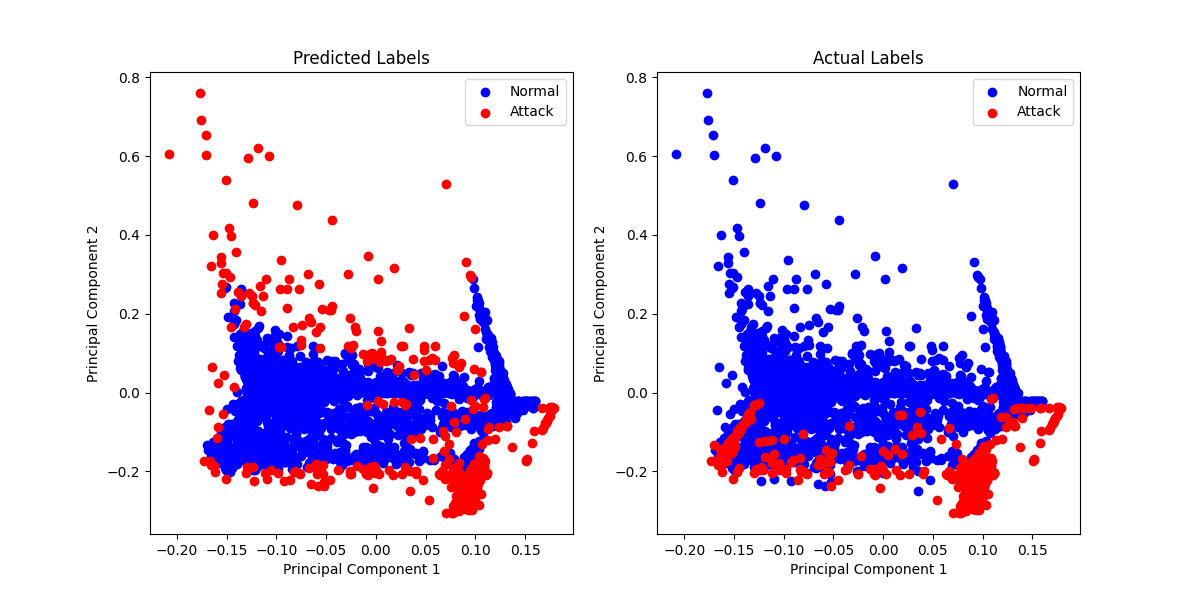 Predicted Labels
Normal
Attack
0.8
0.6
0.4
0.2
0.0
−0.2
Principal Component 2
−0.20 −0.15 −0.10 −0.05 0.00 0.05 0.10 0.15
Principal Component 1
Actual Labels
Normal
Attack
0.8
0.6
0.4
0.2
0.0
−0.2
Principal Component 2
−0.20 −0.15 −0.10 −0.05 0.00 0.05 0.10 0.15
Principal Component 1